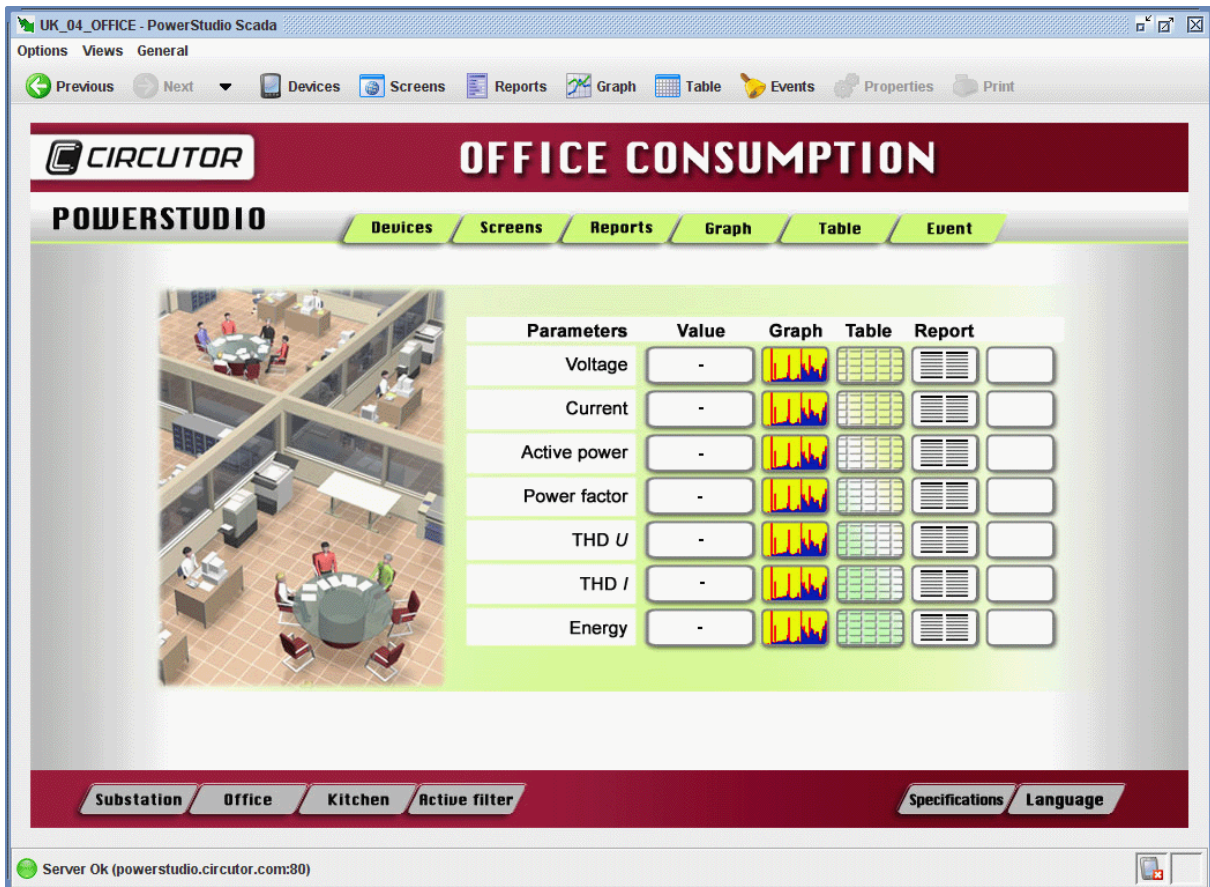 UK_04_OFFICE - PowerStudio Scada
Options Views General
Previous Next Devices Screens Reports Graph Table Events Properties Print
CIRCUTOR OFFICE CONSUMPTION
POWERSTUDIO Devices Screens Reports Graph Table Event
Parameters Value Graph Table Report
Voltage -
Current -
Active power -
Power factor -
THD U -
THD I -
Energy -
Substation Office Kitchen Active filter Specifications Language
Server Ok (powerstudio.circutor.com:80)